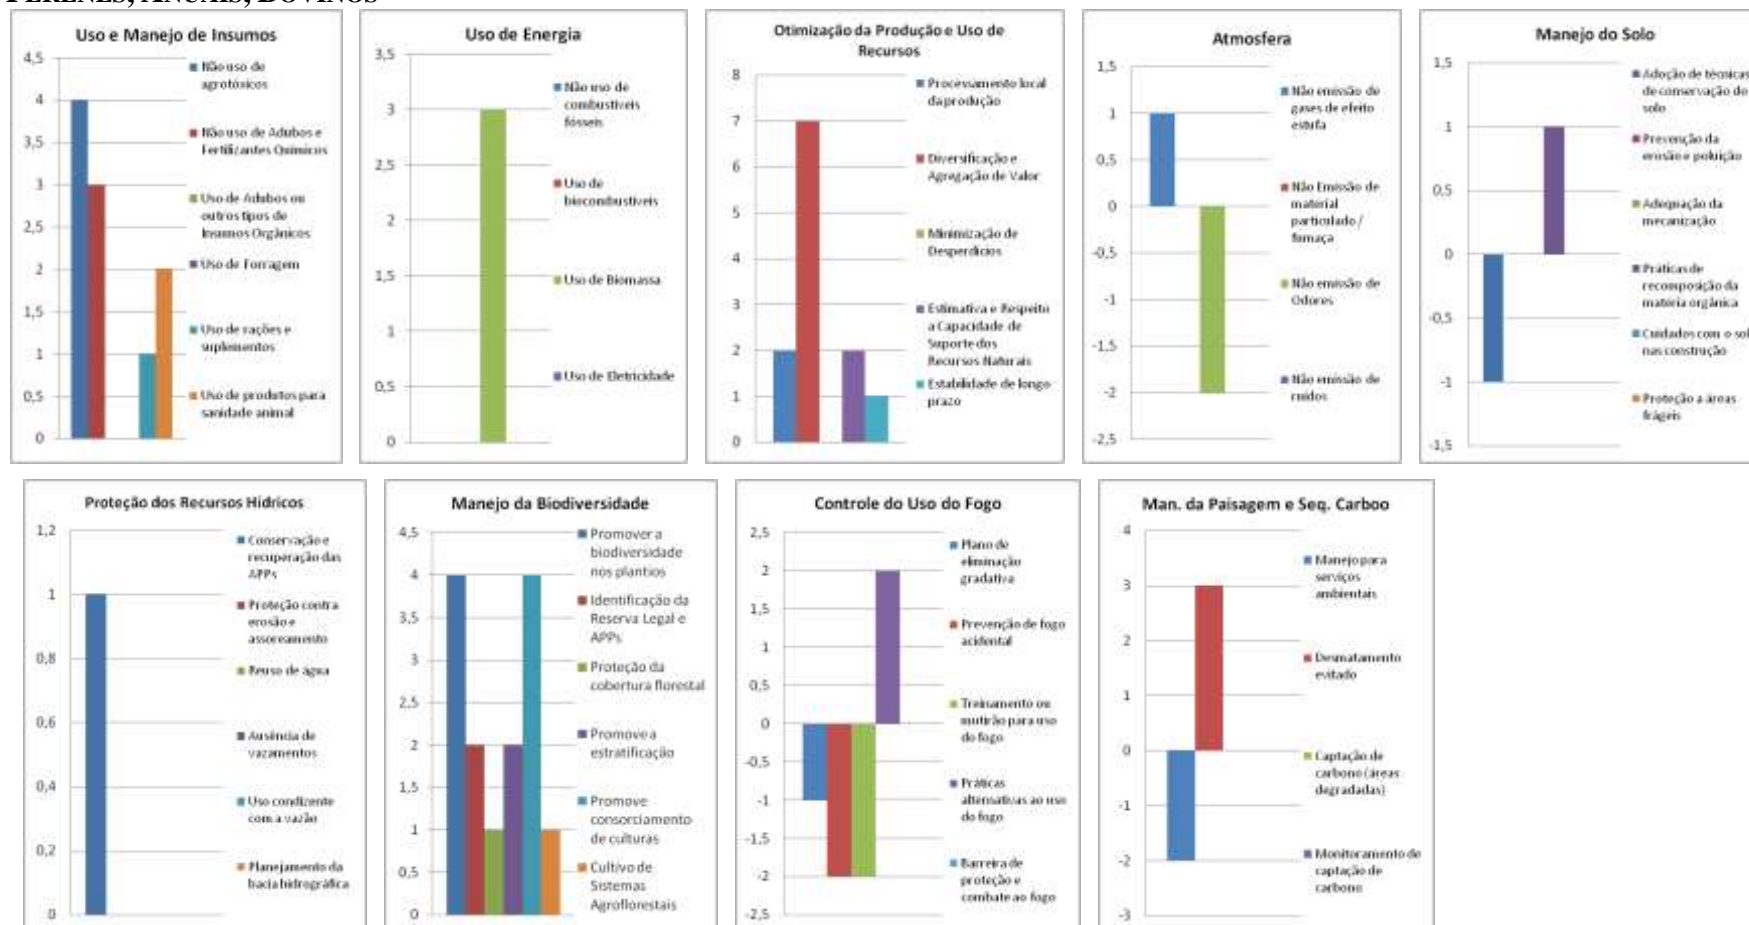 PERENES, ANUAIS, BOVINOS
Uso e Manejo de Insumos
4,5
4
3,5
3
2,5
2
1,5
1
0,5
0
Não uso de
agrotóxicos
Não uso de Adubos e
Fertilizantes Químicos
Uso de Adubos ou
outros tipos de
Insumos Orgânicos
Uso de Forragem
Uso de rações e
suplementos
Uso de produtos para
sanidade animal
Uso de Energia
3,5
3
2,5
2
1,5
1
0,5
0
Não uso de
combustíveis
fósseis
Uso de
biocombustíveis
Uso de Biomassa
Uso de Eletricidade
Otimização da Produção e Uso de
Recursos
8
7
6
5
4
3
2
1
0
Processamento local
da produção
Diversificação e
Agregação de Valor
Minimização de
Desperdícios
Estimativa e Respeito
a Capacidade de
Suporte dos
Recursos Naturais
Estabilidade de longo
prazo
Atmosfera
1,5
1
0,5
0
-0,5
-1
-1,5
-2
-2,5
Não emissão de
gases de efeito
estufa
Não Emissão de
material
particulado /
fumaça
Não emissão de
Odores
Não emissão de
ruídos
Manejo do Solo
1,5
1
0,5
0
-0,5
-1
-1,5
Adoção de técnicas
de conservação do
solo
Prevenção da
erosão e poluição
Adequação da
mecanização
Práticas de
recomposição da
matéria orgânica
Cuidados com o sol
nas construção
Proteção a áreas
frágeis
Proteção dos Recursos Hídricos
1,2
1
0,8
0,6
0,4
0,2
0
Conservação e
recuperação das
APPs
Proteção contra
erosão e
assoreamento
Reuso de água
Ausência de
vazamentos
Uso condizente
com a vazão
Planejamento da
bacia hidrográfica
Manejo da Biodiversidade
4,5
4
3,5
3
2,5
2
1,5
1
0,5
0
Promover a
biodiversidade
nos plantios
Identificação da
Reserva Legal e
APPs
Proteção da
cobertura florestal
Promove a
estratificação
Promove
consorciamento
de culturas
Cultivo de
Sistemas
Agroflorestais
Controle do Uso do Fogo
2,5
2
1,5
1
0,5
0
-0,5
-1
-1,5
-2
-2,5
Plano de
eliminação
gradativa
Prevenção de fogo
acidental
Treinamento ou
mutirão para uso
do fogo
Práticas
alternativas ao uso
do fogo
Barreira de
proteção e
combate ao fogo
Man. da Paisagem e Seq. Carboo
4
3
2
1
0
-1
-2
-3
Manejo para
serviços
ambientais
Desmatamento
evitado
Captação de
carbono (áreas
degradadas)
Monitoramento de
captação de
carbono